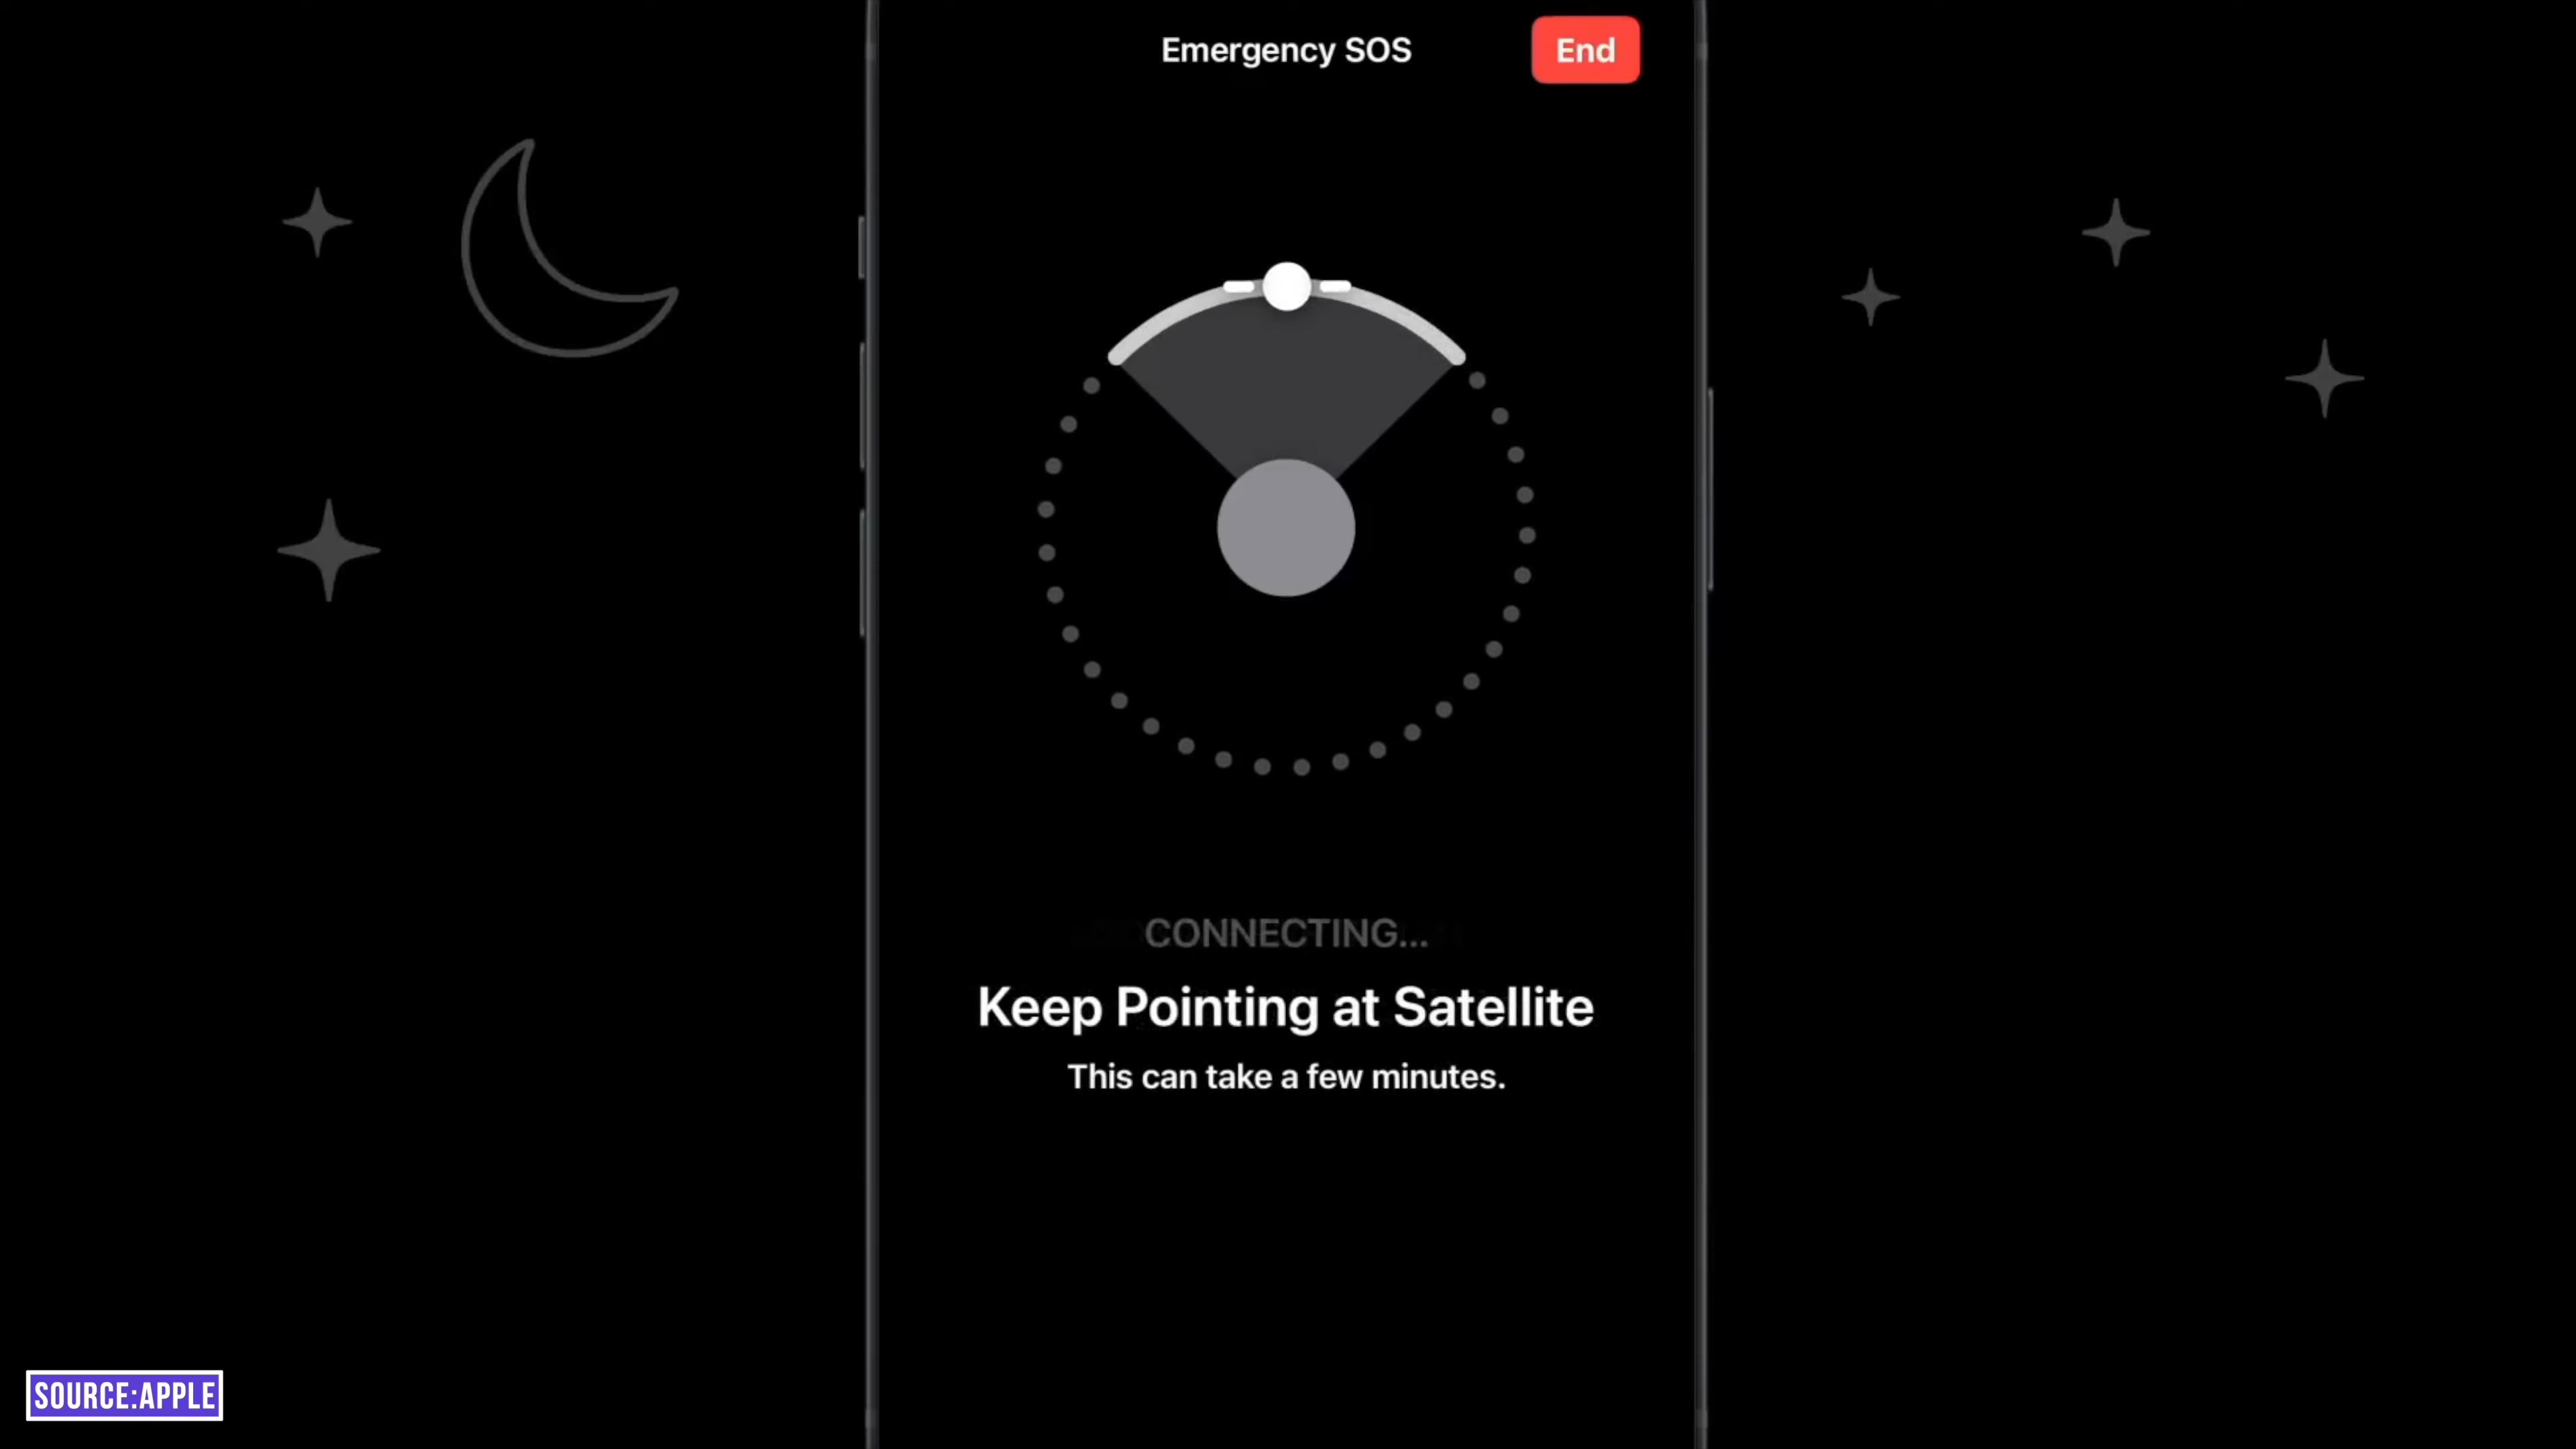 Emergency SOS
End
CONNECTING...
Keep Pointing at Satellite
This can take a few minutes.
SOURCE:APPLE